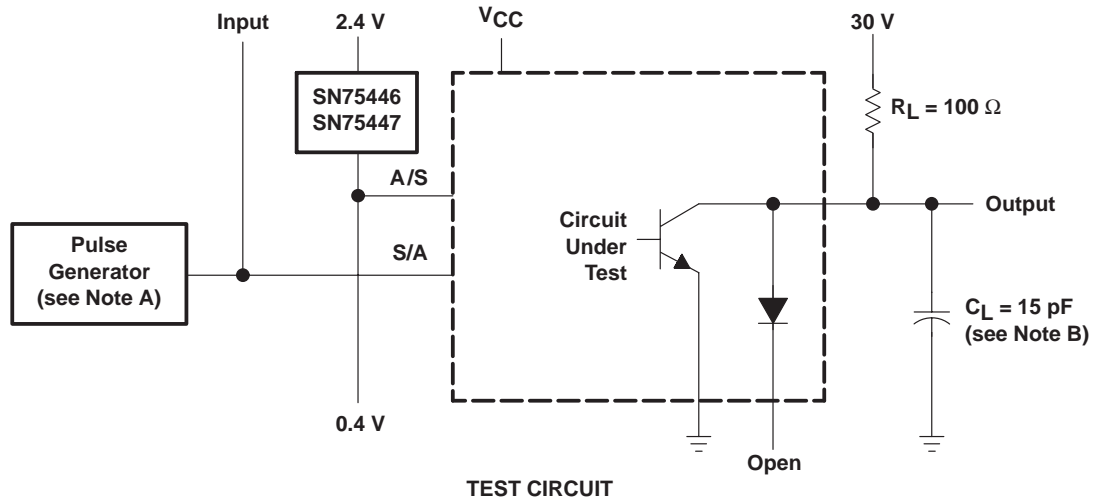 Input
2.4 V
VCC
30 V
SN75446
SN75447
RL = 100 Ω
A/S
Pulse
Generator
(see Note A)
S/A
Circuit
Under
Test
Output
CL = 15 pF
(see Note B)
0.4 V
Open
TEST CIRCUIT